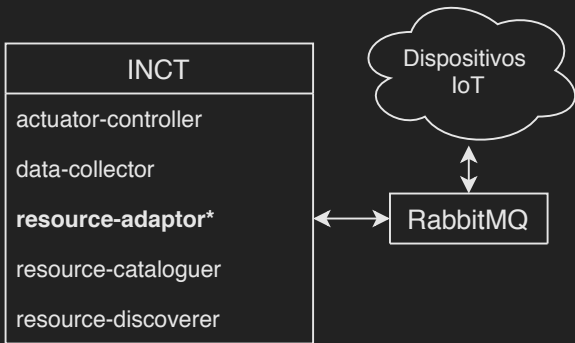 INCT
actuator-controller
data-collector
resource-adaptor*
resource-cataloguer
resource-discoverer
Dispositivos
IoT
RabbitMQ